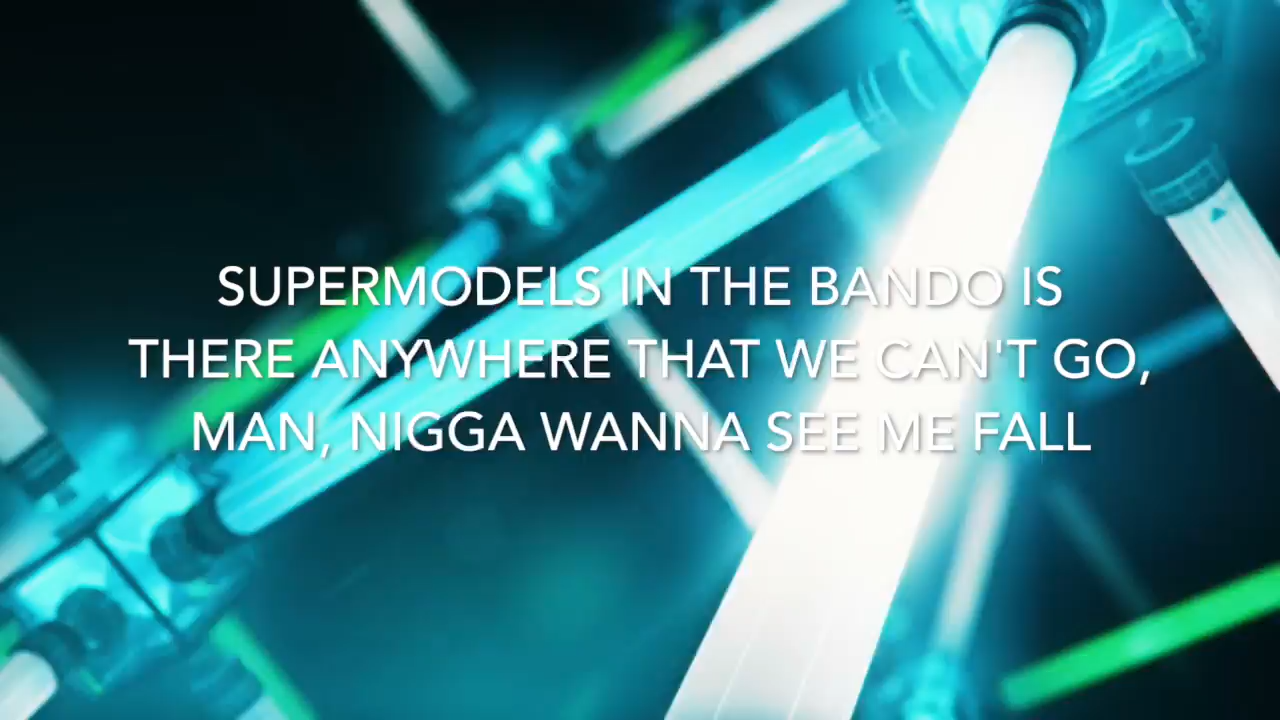 SUPERMODELS IN THE BANDO IS
THERE ANYWHERE THAT WE CAN'T GO,
MAN, NIGGA WANNA SEE ME FALL